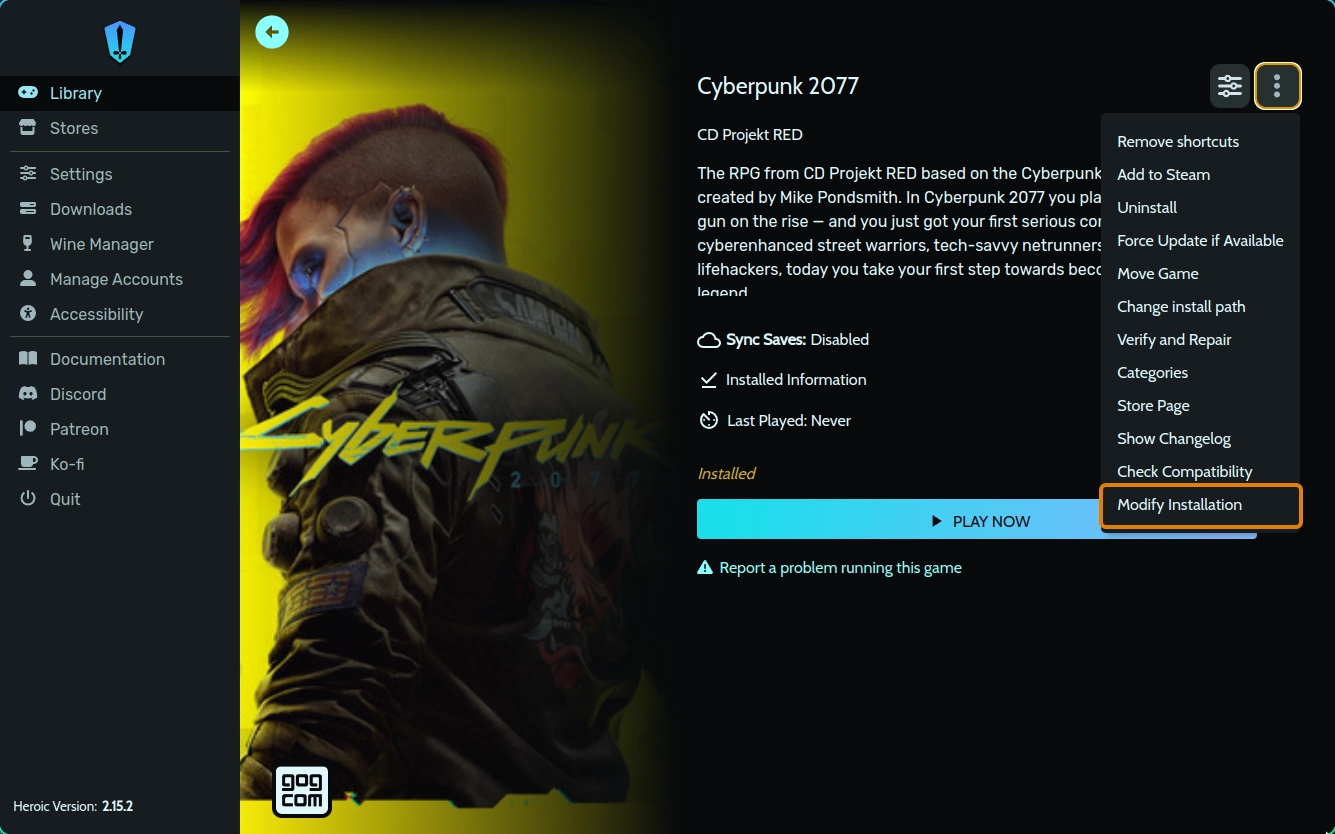 Library
Stores
Settings
Downloads
Wine Manager
Manage Accounts
Accessibility
Documentation
Discord
Patreon
Ko-fi
Quit
Heroic Version: 2.15.2
CYBERPUNK
2077
gog
com
Cyberpunk 2077
CD Projekt RED
The RPG from CD Projekt RED based on the Cyberpunk
created by Mike Pondsmith. In Cyberpunk 2077 you pla
gun on the rise — and you just got your first serious co
cyberenhanced street warriors, tech-savvy netrunners
lifehackers, today you take your first step towards beco
legend
Sync Saves: Disabled
Installed Information
Last Played: Never
Installed
PLAY NOW
Report a problem running this game
Remove shortcuts
Add to Steam
Uninstall
Force Update if Available
Move Game
Change install path
Verify and Repair
Categories
Store Page
Show Changelog
Check Compatibility
Modify Installation